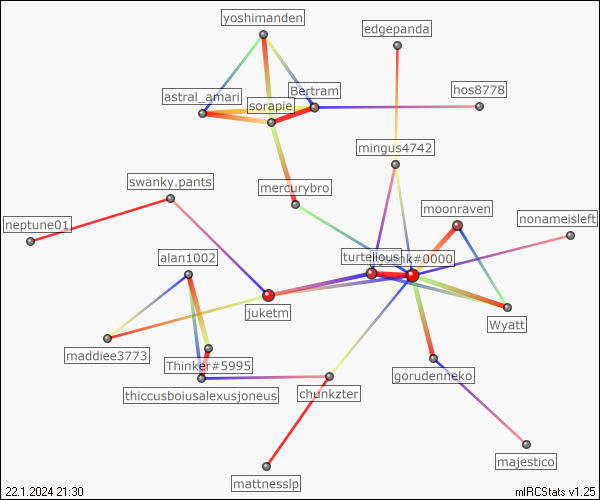 yoshimanden
edgepanda
Bertram
hos8778
astral_amari
sorapie
mingus4742
swanky.pants
mercurybro
moonraven
nonameisleft
neptune01
alan1002
turtelious
#0000
juketm
Wyatt
maddiee3773
Thinker#5995
gorudenneko
thiccusboiusalexusjoneus
chunkzter
majestico
mattnesslp
22.1.2024 21:30
mIRCStats v1.25